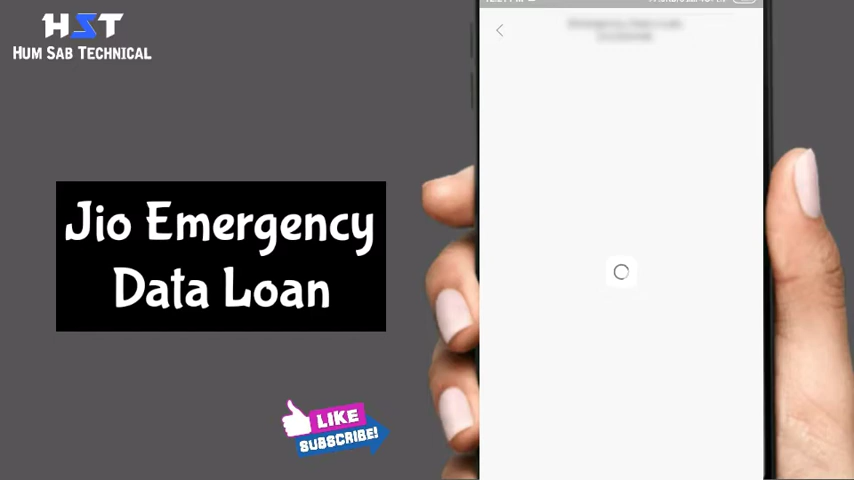 HST
HUM SAB TECHNICAL
Jio Emergency
Data Loan
LIKE
SUBSCRIBE!